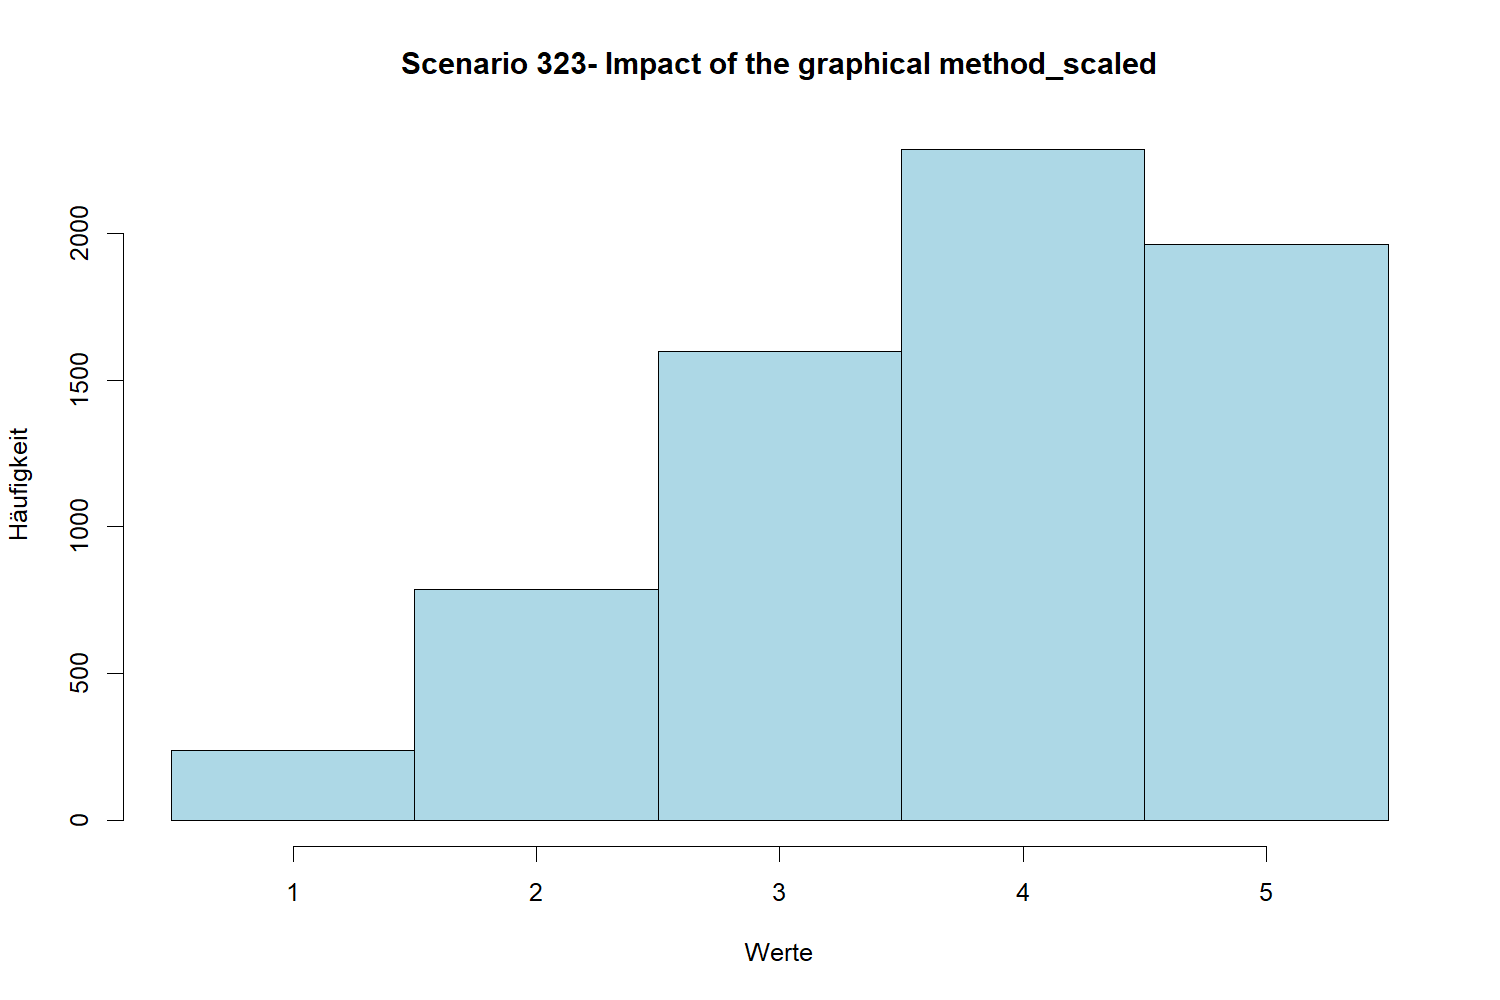 Scenario 323- Impact of the graphical method_scaled
Häufigkeit
2000
1500
1000
500
0
1 2 3 4 5
Werte